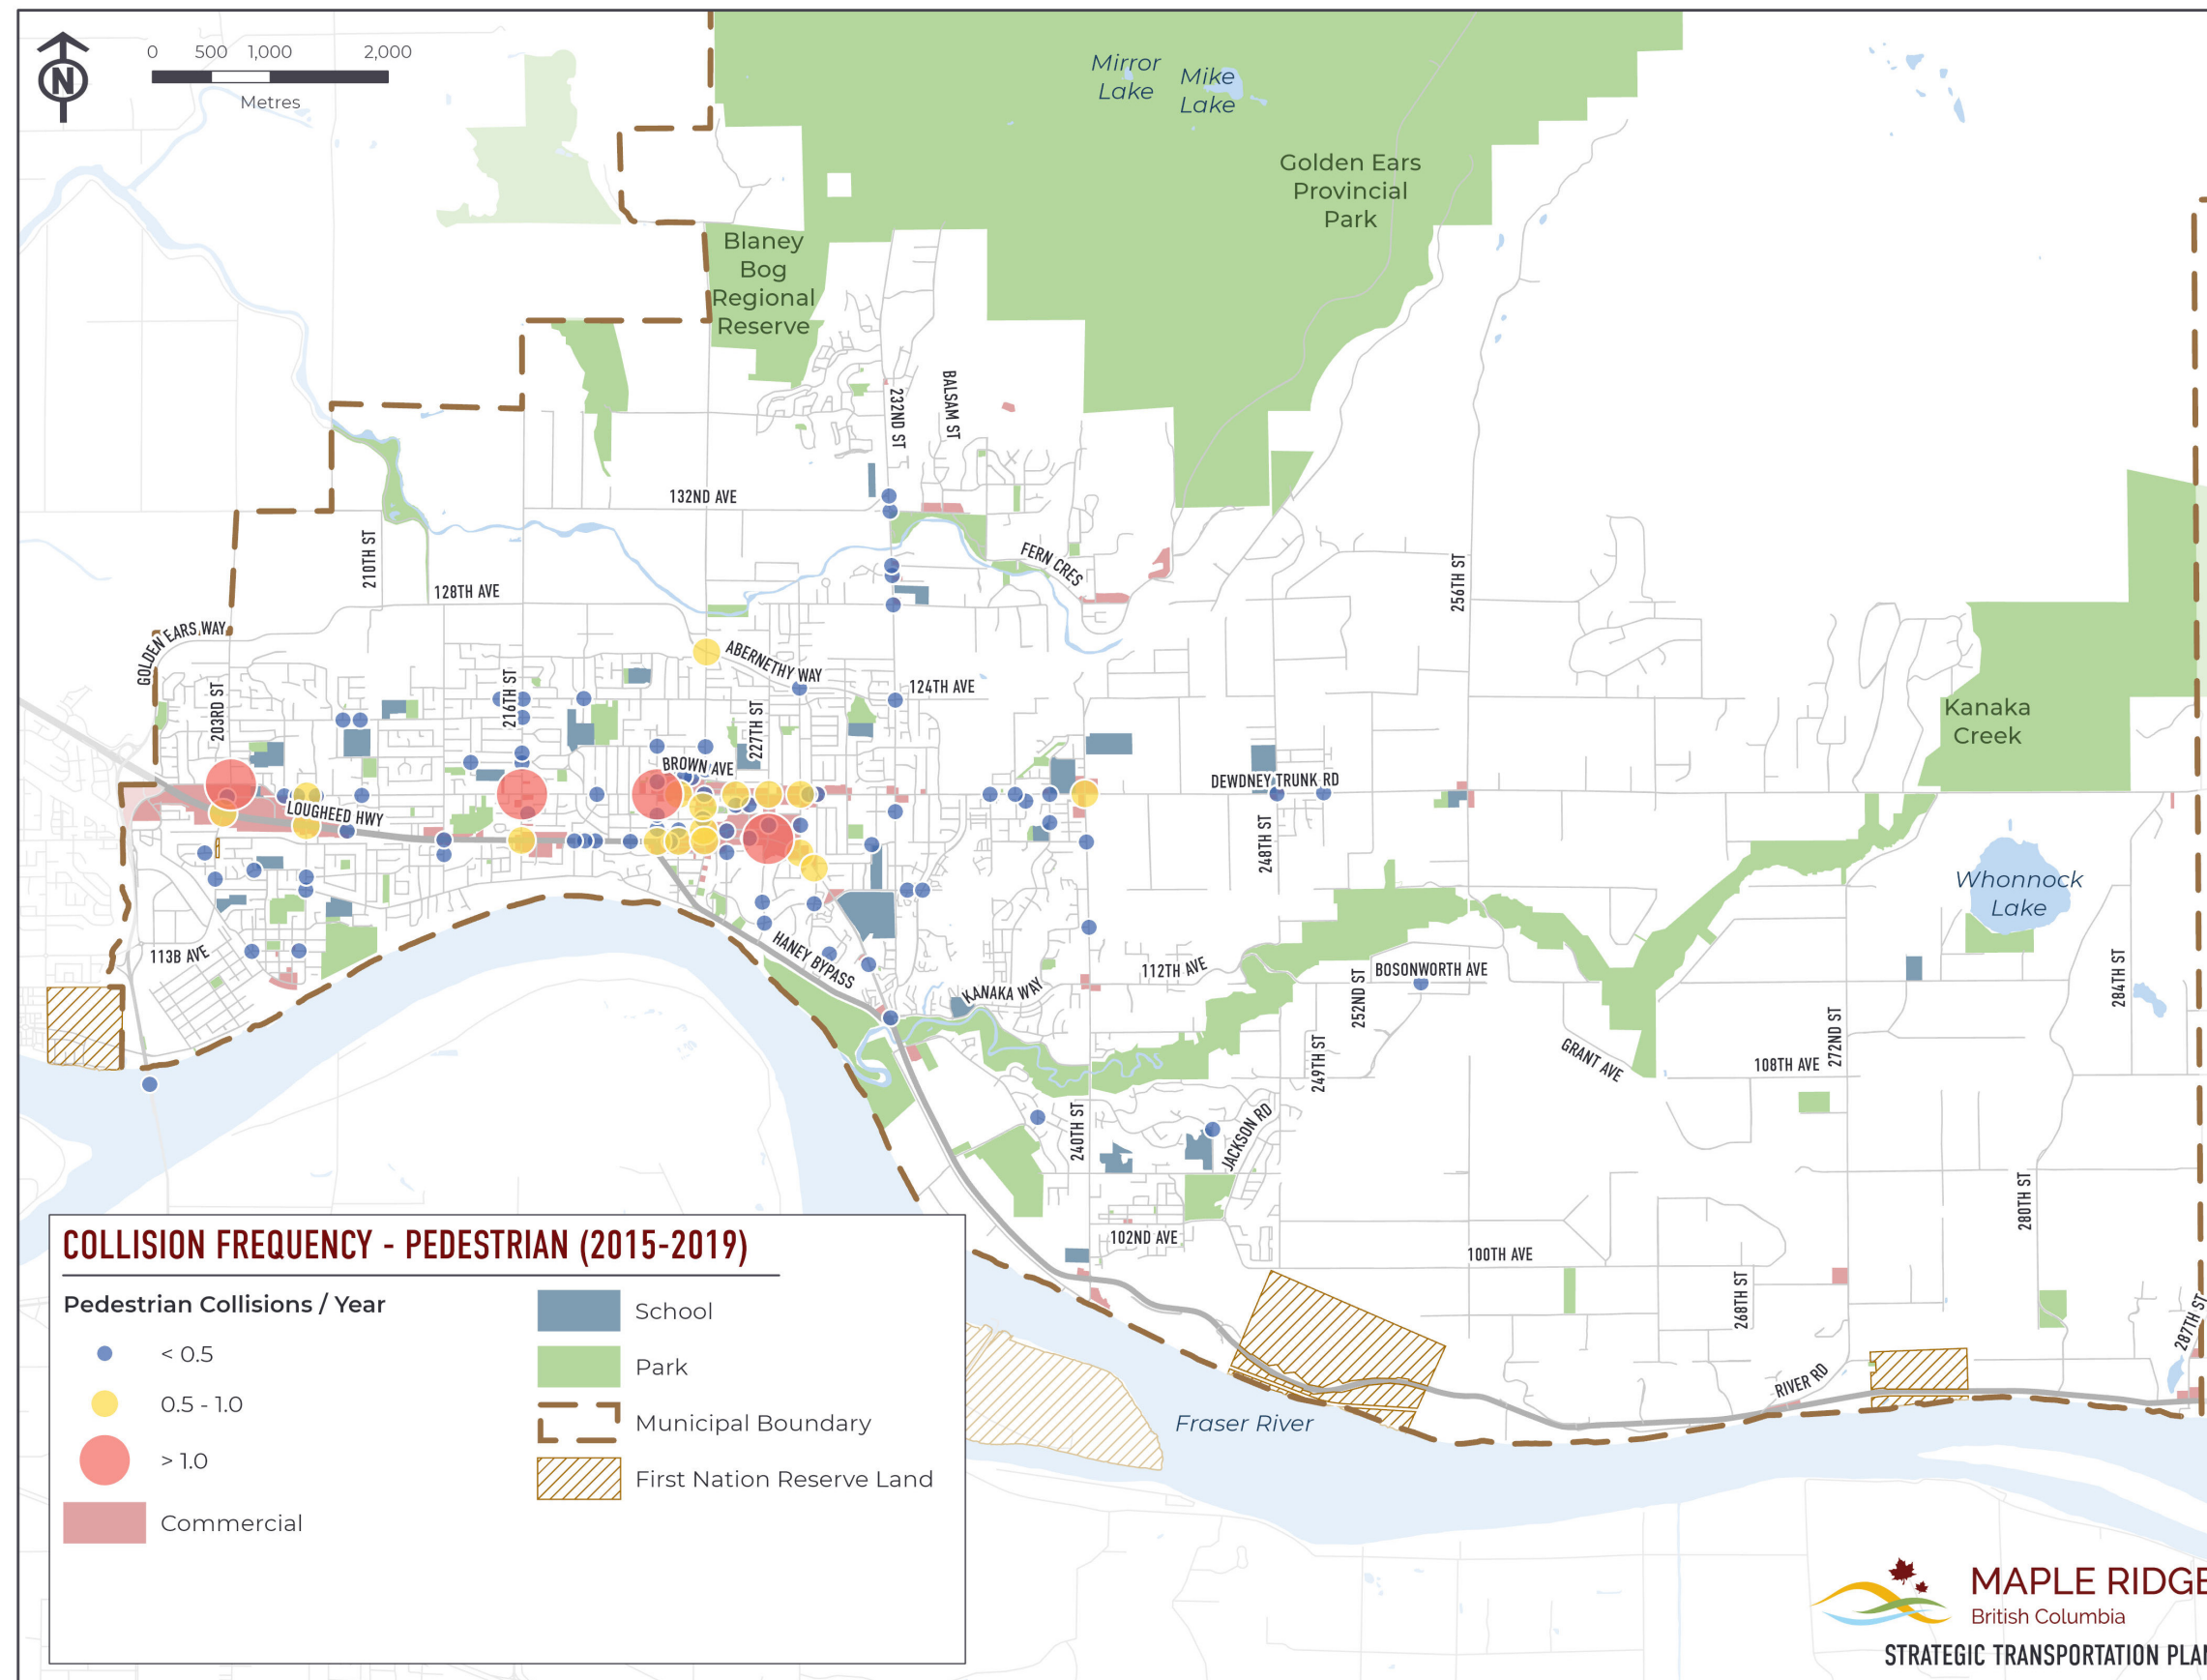 N
0 500 1,000 2,000
Metres
Mirror
Lake
Mike
Lake
Golden Ears
Provincial
Park
Blaney
Bog
Regional
Reserve
232ND ST
BALSAM ST
132ND AVE
210TH ST
FERN CRES
256TH ST
128TH AVE
GOLDEN EARS WAY
ABERNETHY WAY
203RD ST
216TH ST
124TH AVE
227TH ST
Kanaka
Creek
BROWN AVE
DEWDNEY TRUNK RD
LOUGHEED HWY
248TH ST
Whonnock
Lake
113B AVE
HANEY BYPASS
112TH AVE
BOSONWORTH AVE
KANAKA WAY
252ND ST
284TH ST
249TH ST
GRANT AVE
272ND ST
108TH AVE
240TH ST
JACKSON RD
280TH ST
102ND AVE
100TH AVE
268TH ST
287TH ST
RIVER RD
Fraser River
COLLISION FREQUENCY - PEDESTRIAN (2015-2019)
Pedestrian Collisions / Year
< 0.5
0.5 - 1.0
> 1.0
Commercial
School
Park
Municipal Boundary
First Nation Reserve Land
MAPLE RIDGE
British Columbia
STRATEGIC TRANSPORTATION PLAN